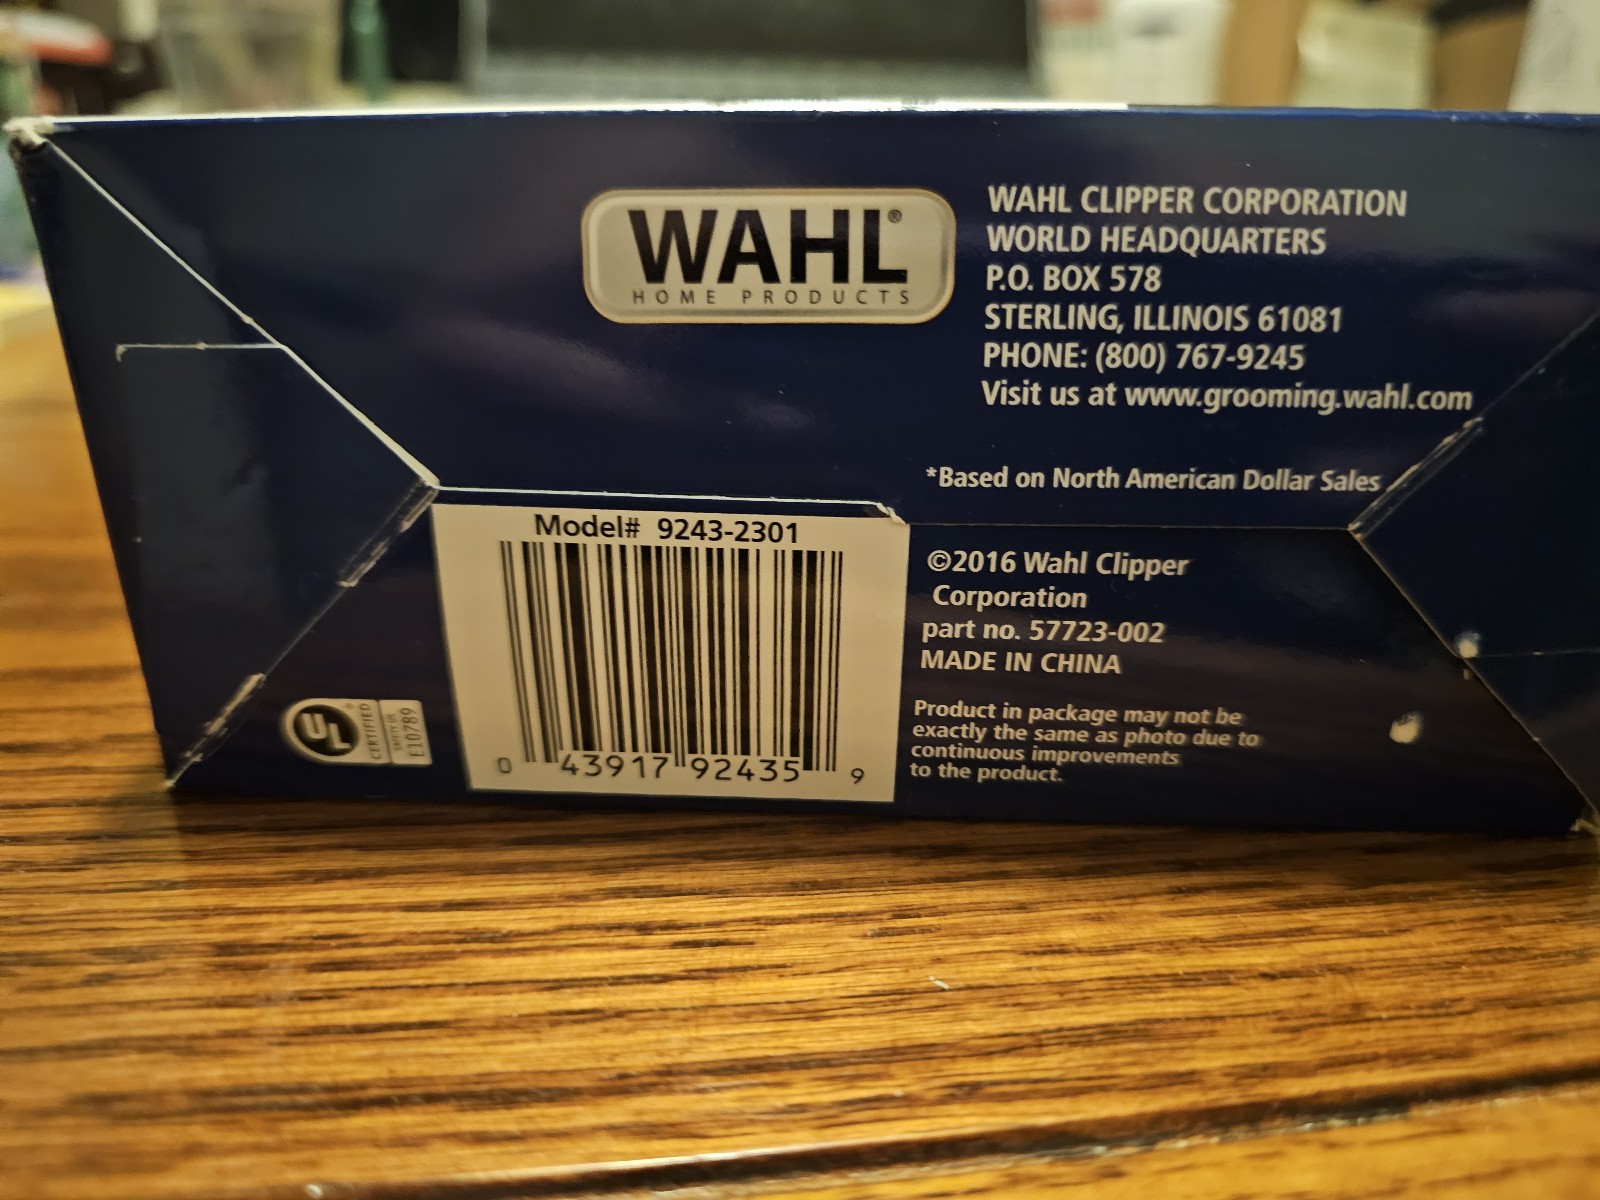 WAHL®
HOME PRODUCTS
WAHL CLIPPER CORPORATION
WORLD HEADQUARTERS
P.O. BOX 578
STERLING, ILLINOIS 61081
PHONE: (800) 767-9245
Visit us at www.grooming.wahl.com
*Based on North American Dollar Sales
Model# 9243-2301
0 43917 92435 9
©2016 Wahl Clipper
Corporation
part no. 57723-002
MADE IN CHINA
Product in package may not be
exactly the same as photo due to
continuous improvements
to the product.
UL ®
CERTIFIED
SAFETY US
E10789